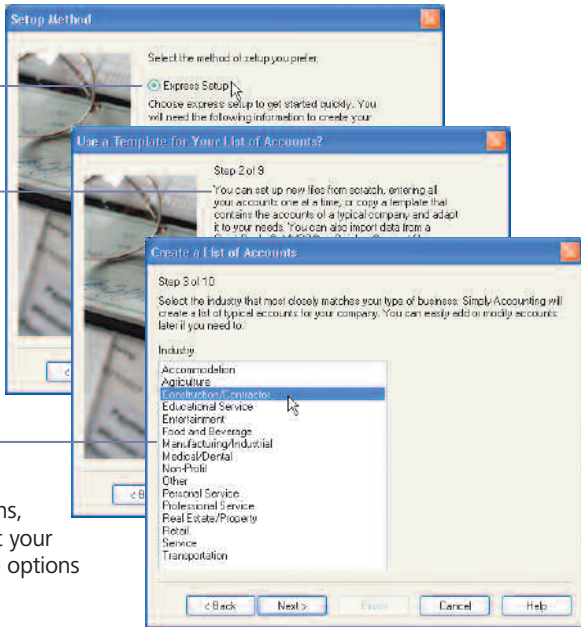 Setup Method
Select the method of setup you prefer.
Express Setup
Choose express setup to get started quickly. You
will need the following information to create your
Use a Template for Your List of Accounts?
Step 2 of 9
You can set up new files from scratch, entering all
your accounts one at a time, or copy a template that
contains the accounts of a typical company and adapt
it to your needs. You can also import data from a
Create a List of Accounts
Step 3 of 10
Select the industry that most closely matches your type of business. Simply Accounting will
create a list of typical accounts for your company. You can easily add or modify accounts
later if you need to.
Industry
Accommodation
Agriculture
Construction/Contractor
Educational Service
Entertainment
Food and Beverage
Manufacturing/Industrial
Medical/Dental
Non-Profit
Other
Personal Service
Professional Service
Real Estate/Property
Retail
Service
Transportation
ns,
t your
options
<
< B
< Back Next > Finish Cancel Help